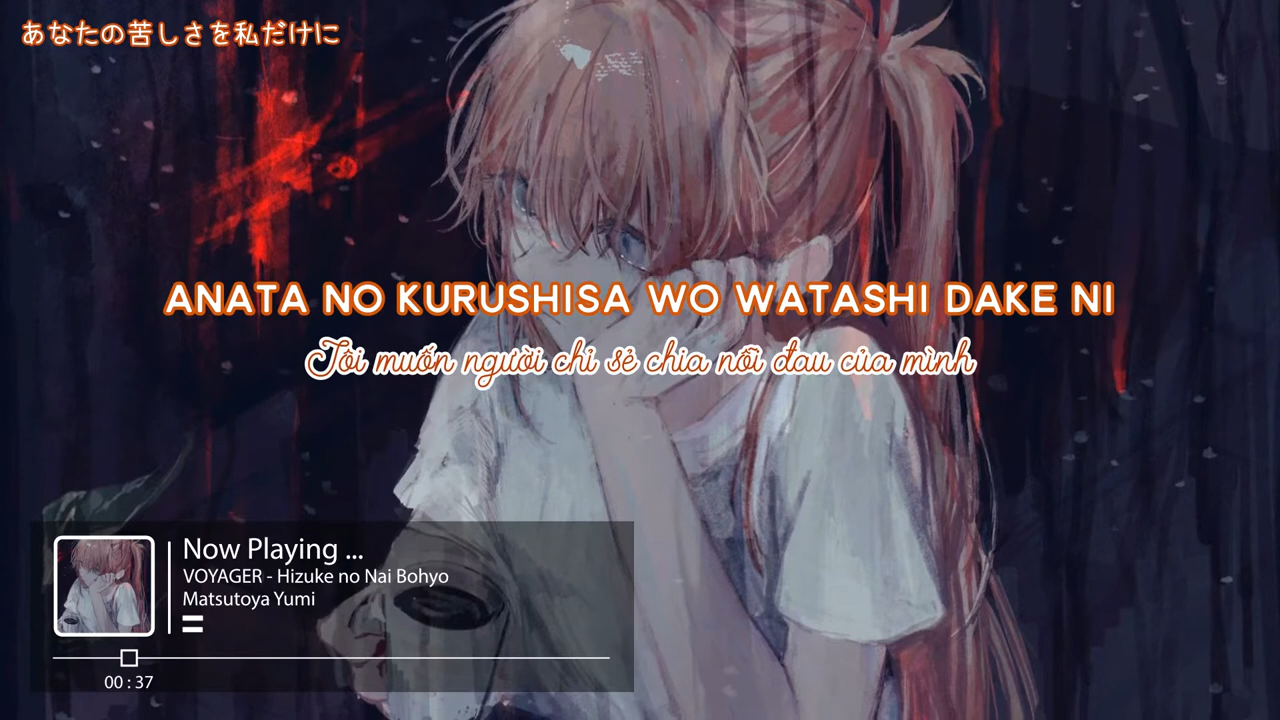 あなたの苦しさを私だけに
ANATA NO KURUSHISA WO WATASHI DAKE NI
Tôi muốn người chỉ sẻ chia nỗi đau của mình
Now Playing ...
VOYAGER - Hizuke no Nai Bohyo
Matsutoya Yumi
00 : 37